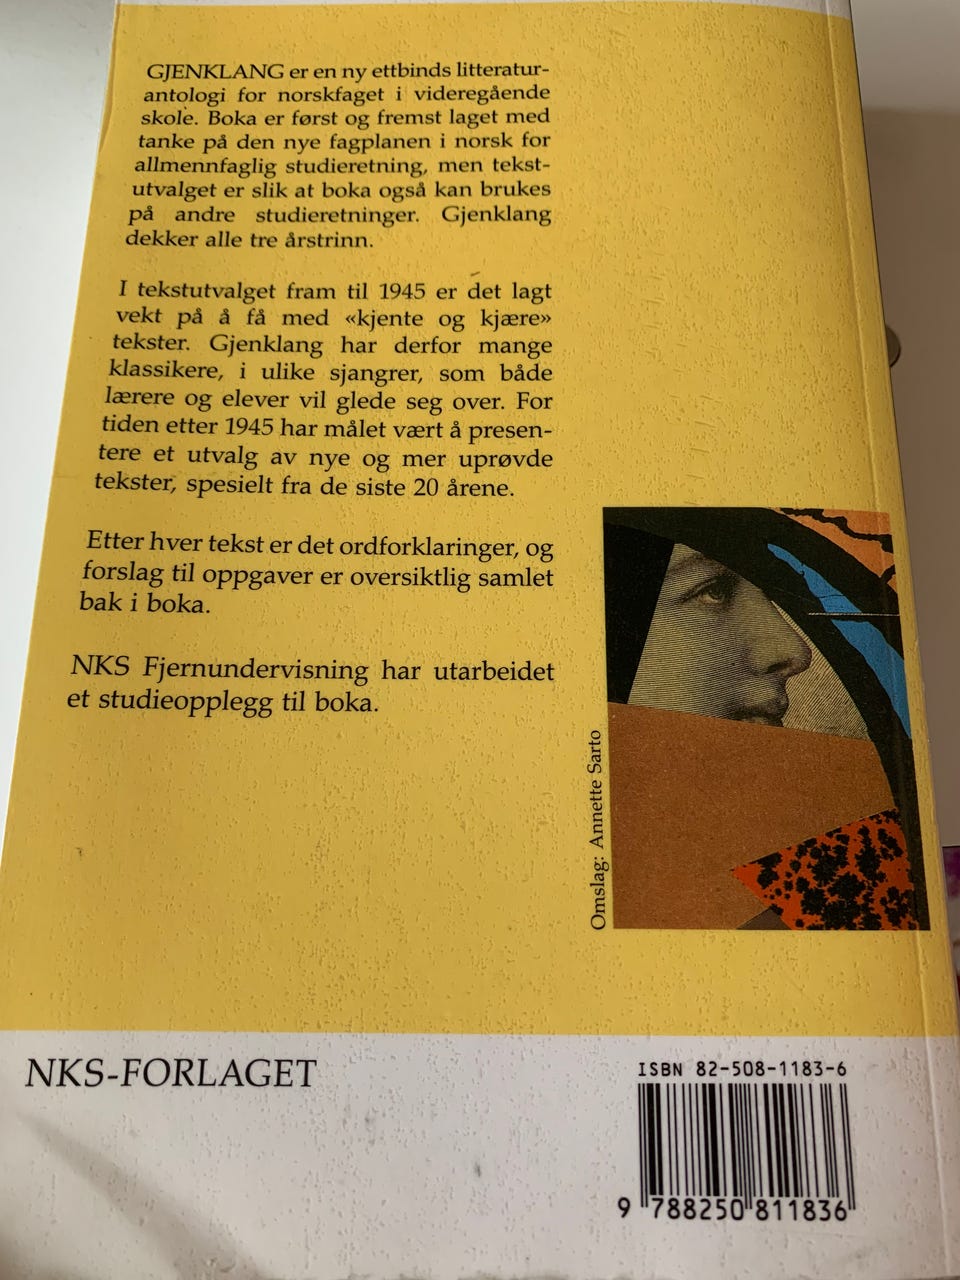 GJENKLANG er en ny ettbinds litteratur-
antologi for norskfaget i videregående
skole. Boka er først og fremst laget med
tanke på den nye fagplanen i norsk for
allmennfaglig studieretning, men tekst-
utvalget er slik at boka også kan brukes
på andre studieretninger. Gjenklang
dekker alle tre årstrinn.
I tekstutvalget fram til 1945 er det lagt
vekt på å få med «kjente og kjære»
tekster. Gjenklang har derfor mange
klassikere, i ulike sjangrer, som både
lærere og elever vil glede seg over. For
tiden etter 1945 har målet vært å presen-
tere et utvalg av nye og mer uprøvde
tekster, spesielt fra de siste 20 årene.
Etter hver tekst er det ordforklaringer, og
forslag til oppgaver er oversiktlig samlet
bak i boka.
NKS Fjernundervisning har utarbeidet
et studieopplegg til boka.
Omslag: Annette Sarto
NKS-FORLAGET
ISBN 82-508-1183-6
9 788250 811836